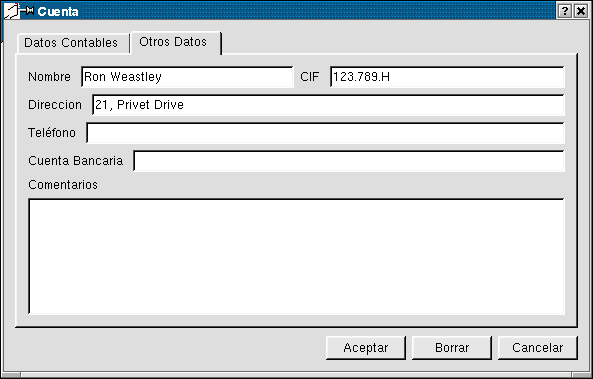 Cuenta
Datos Contables Otros Datos
Nombre Ron Weastley CIF 123.789.H
Direccion 21, Privet Drive
Teléfono
Cuenta Bancaria
Comentarios
Aceptar Borrar Cancelar